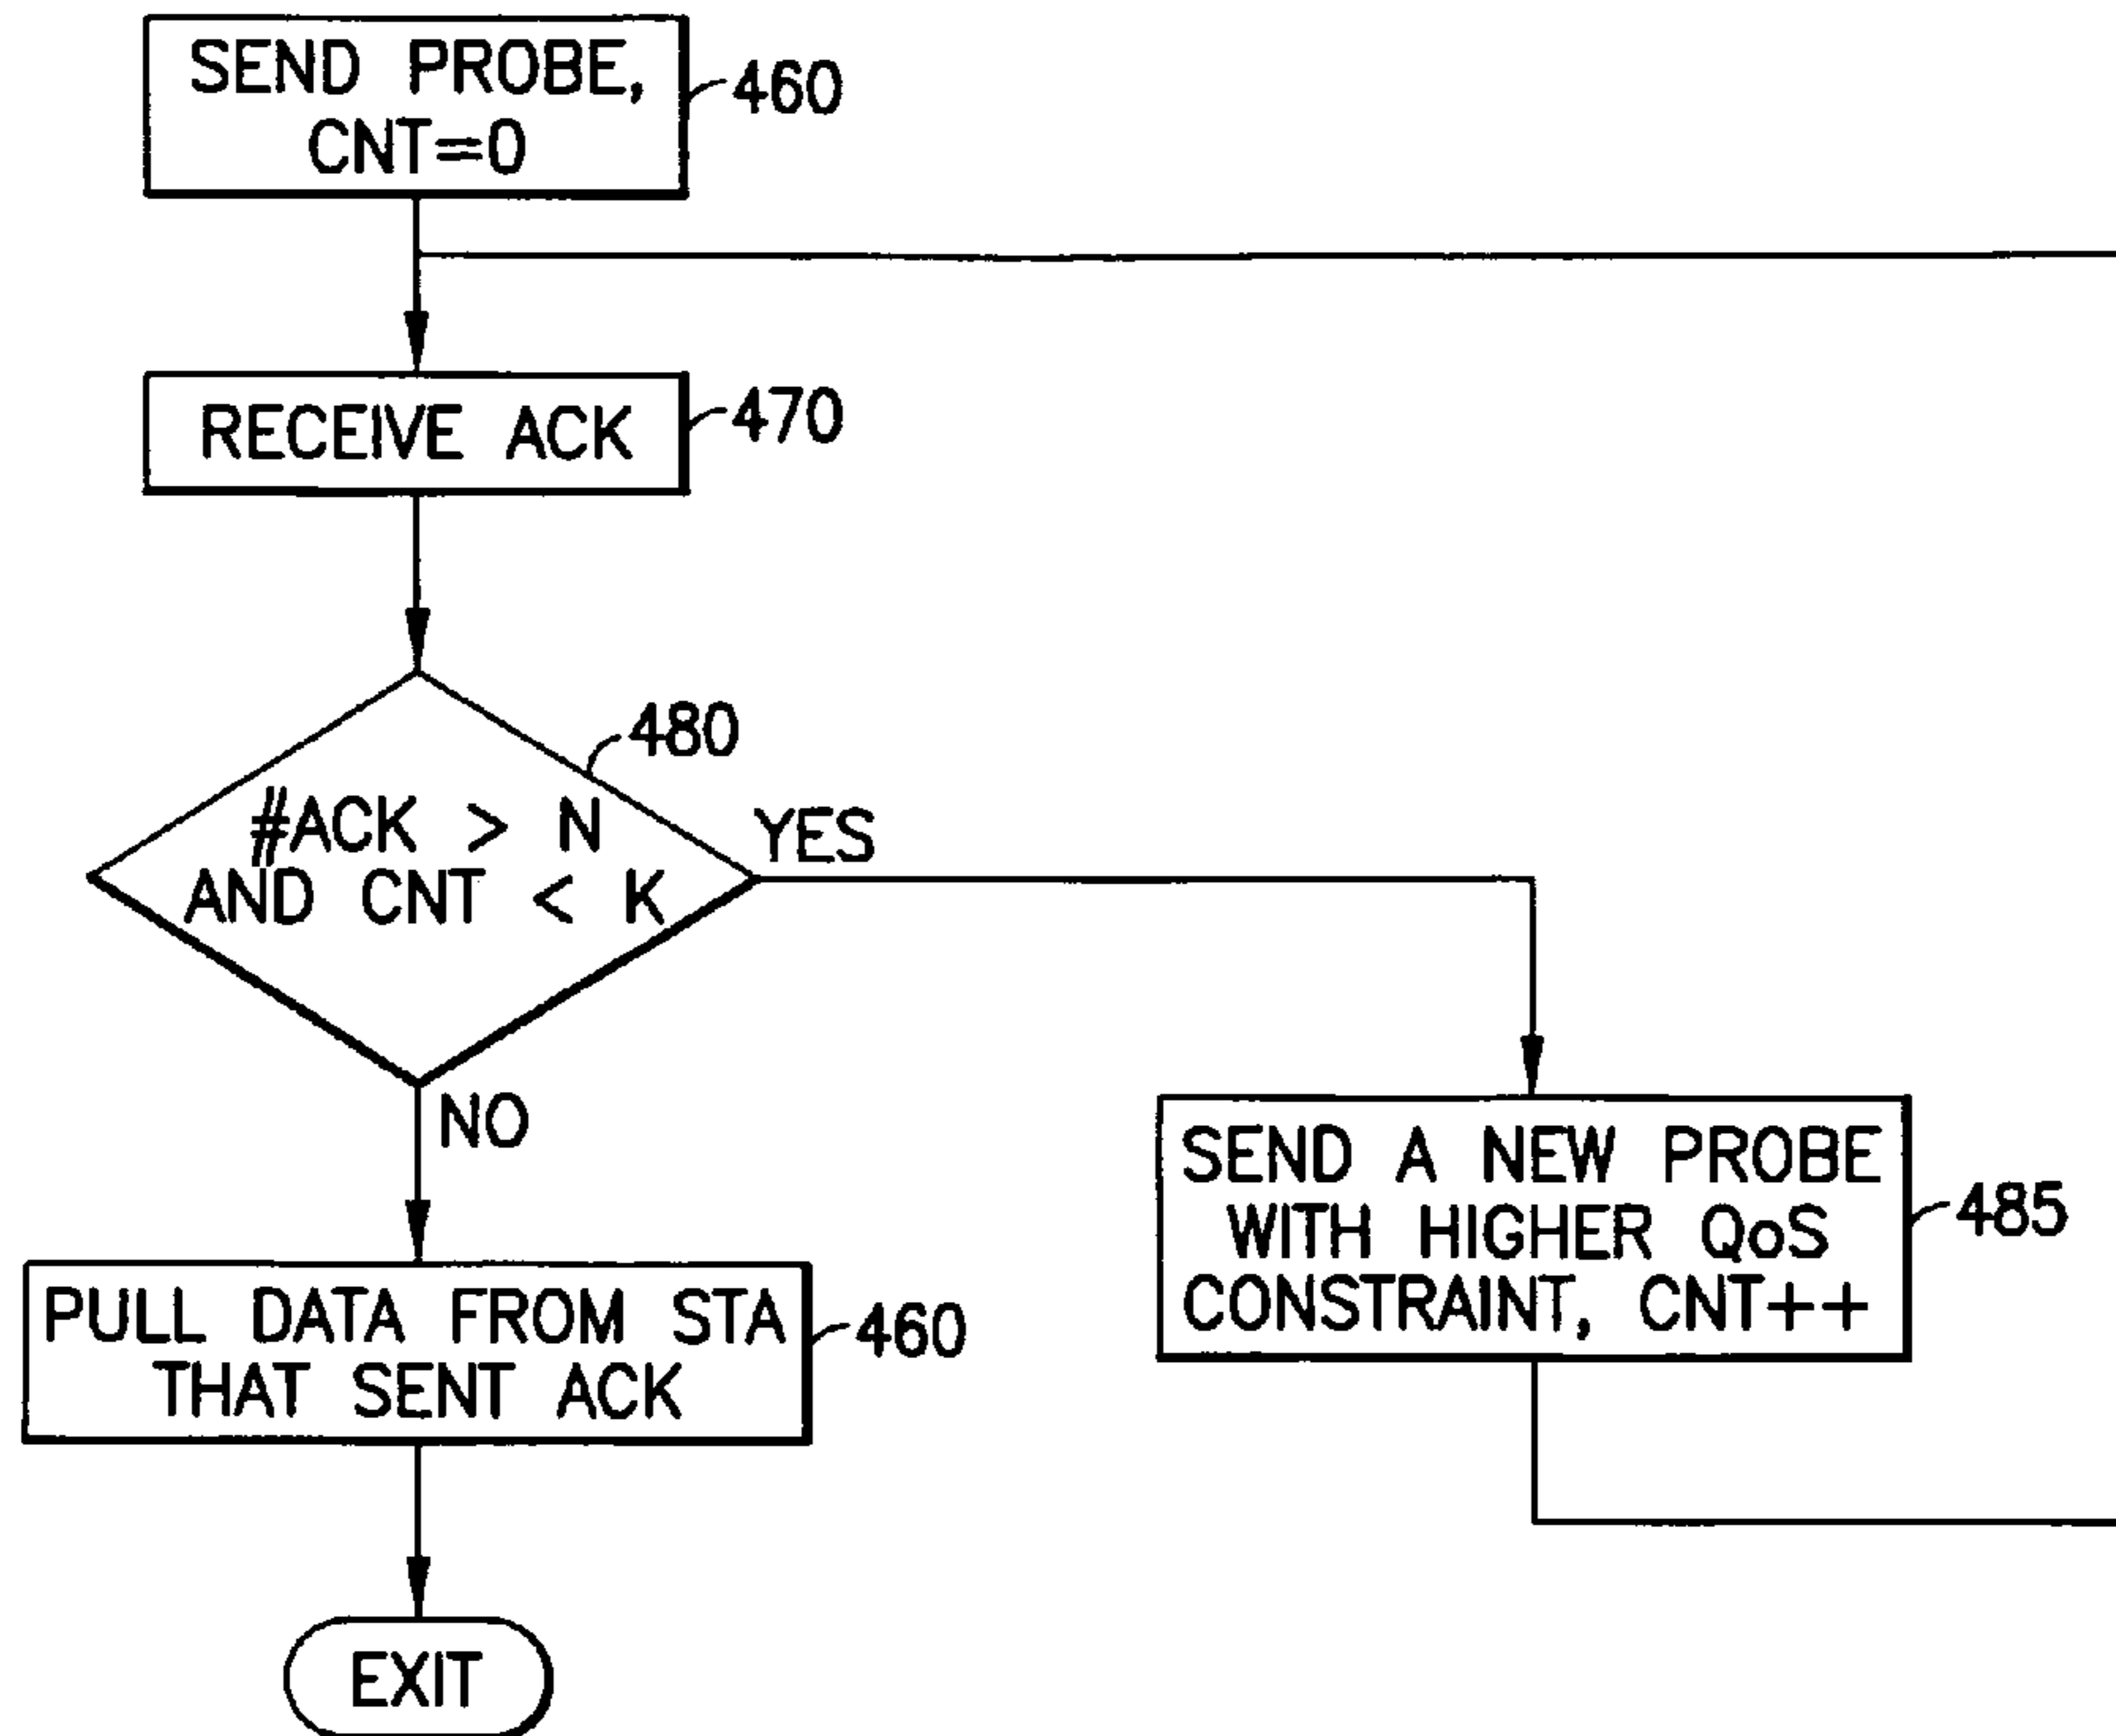 SEND PROBE,
CNT=0
460
RECEIVE ACK
470
480
#ACK > N
AND CNT < K
YES
NO
SEND A NEW PROBE
WITH HIGHER QoS
CONSTRAINT, CNT++
485
PULL DATA FROM STA
THAT SENT ACK
460
EXIT